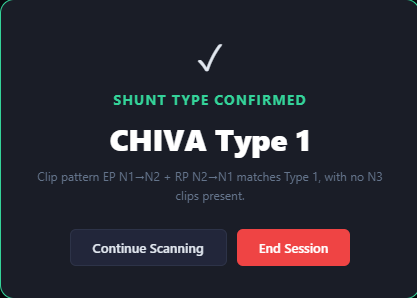 ✓
SHUNT TYPE CONFIRMED
CHIVA Type 1
Clip pattern EP N1→N2 + RP N2→N1 matches Type 1, with no N3
clips present.
Continue Scanning
End Session